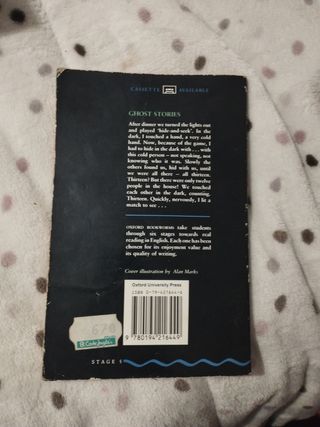 CASSETTE AVAILABLE
GHOST STORIES
After dinner we turned the lights out
and played 'hide-and-seek'. In the
dark, I touched a hand, a very cold
hand. Now, because of the game, I
had to hide in the dark with . . . with
this cold person – not speaking, not
knowing who it was. Slowly the
others found us, hid with us, until
we were all there – all thirteen.
Thirteen? But there were only twelve
people in the house! We touched
each other in the dark, counting.
Thirteen. Quickly, nervously, I lit a
match to see . . .
OXFORD BOOKWORMS take students
through six stages towards real
reading in English. Each one has been
chosen for its enjoyment value and
its quality of writing.
Cover illustration by Alan Marks
Oxford University Press
ISBN 0-19-421644-8
9 780194 216449
STAGE